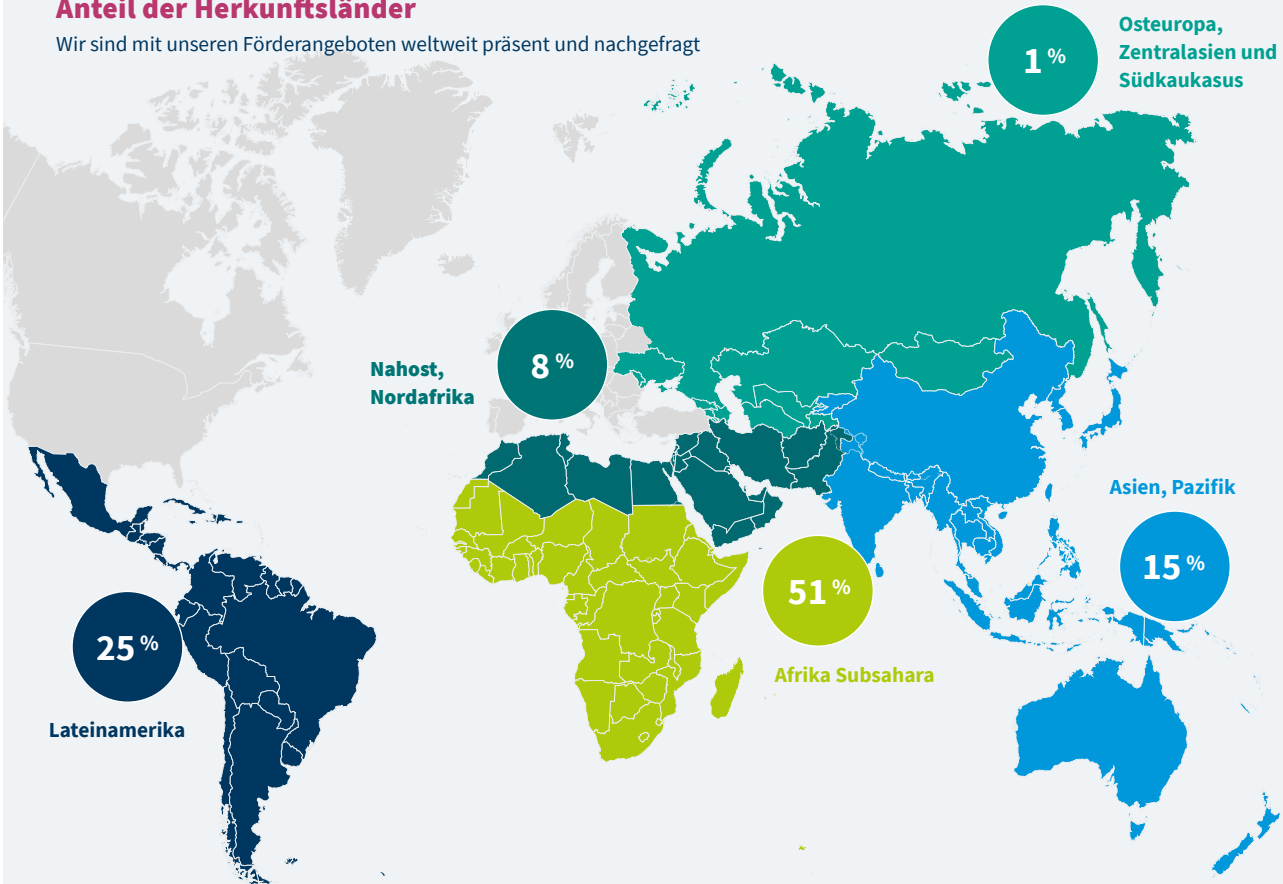 Anteil der Herkunftsländer
Wir sind mit unseren Förderangeboten weltweit präsent und nachgefragt
1 %
Osteuropa,
Zentralasien und
Südkaukasus
Nahost,
Nordafrika
8 %
Asien, Pazifik
15 %
51 %
Afrika Subsahara
25 %
Lateinamerika